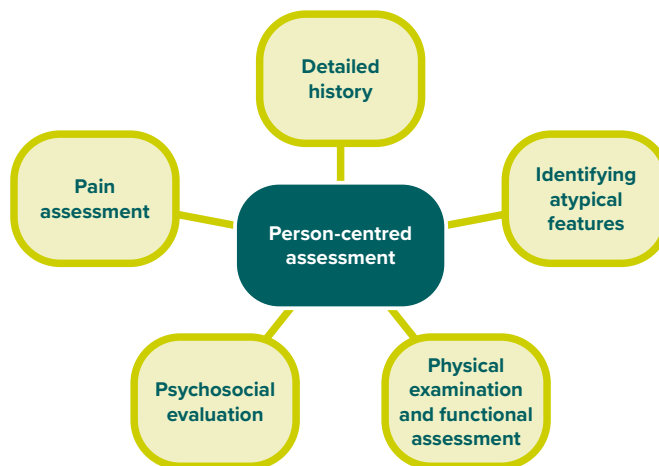 Detailed
history
Pain
assessment
Identifying
atypical
features
Person-centred
assessment
Psychosocial
evaluation
Physical
examination
and functional
assessment